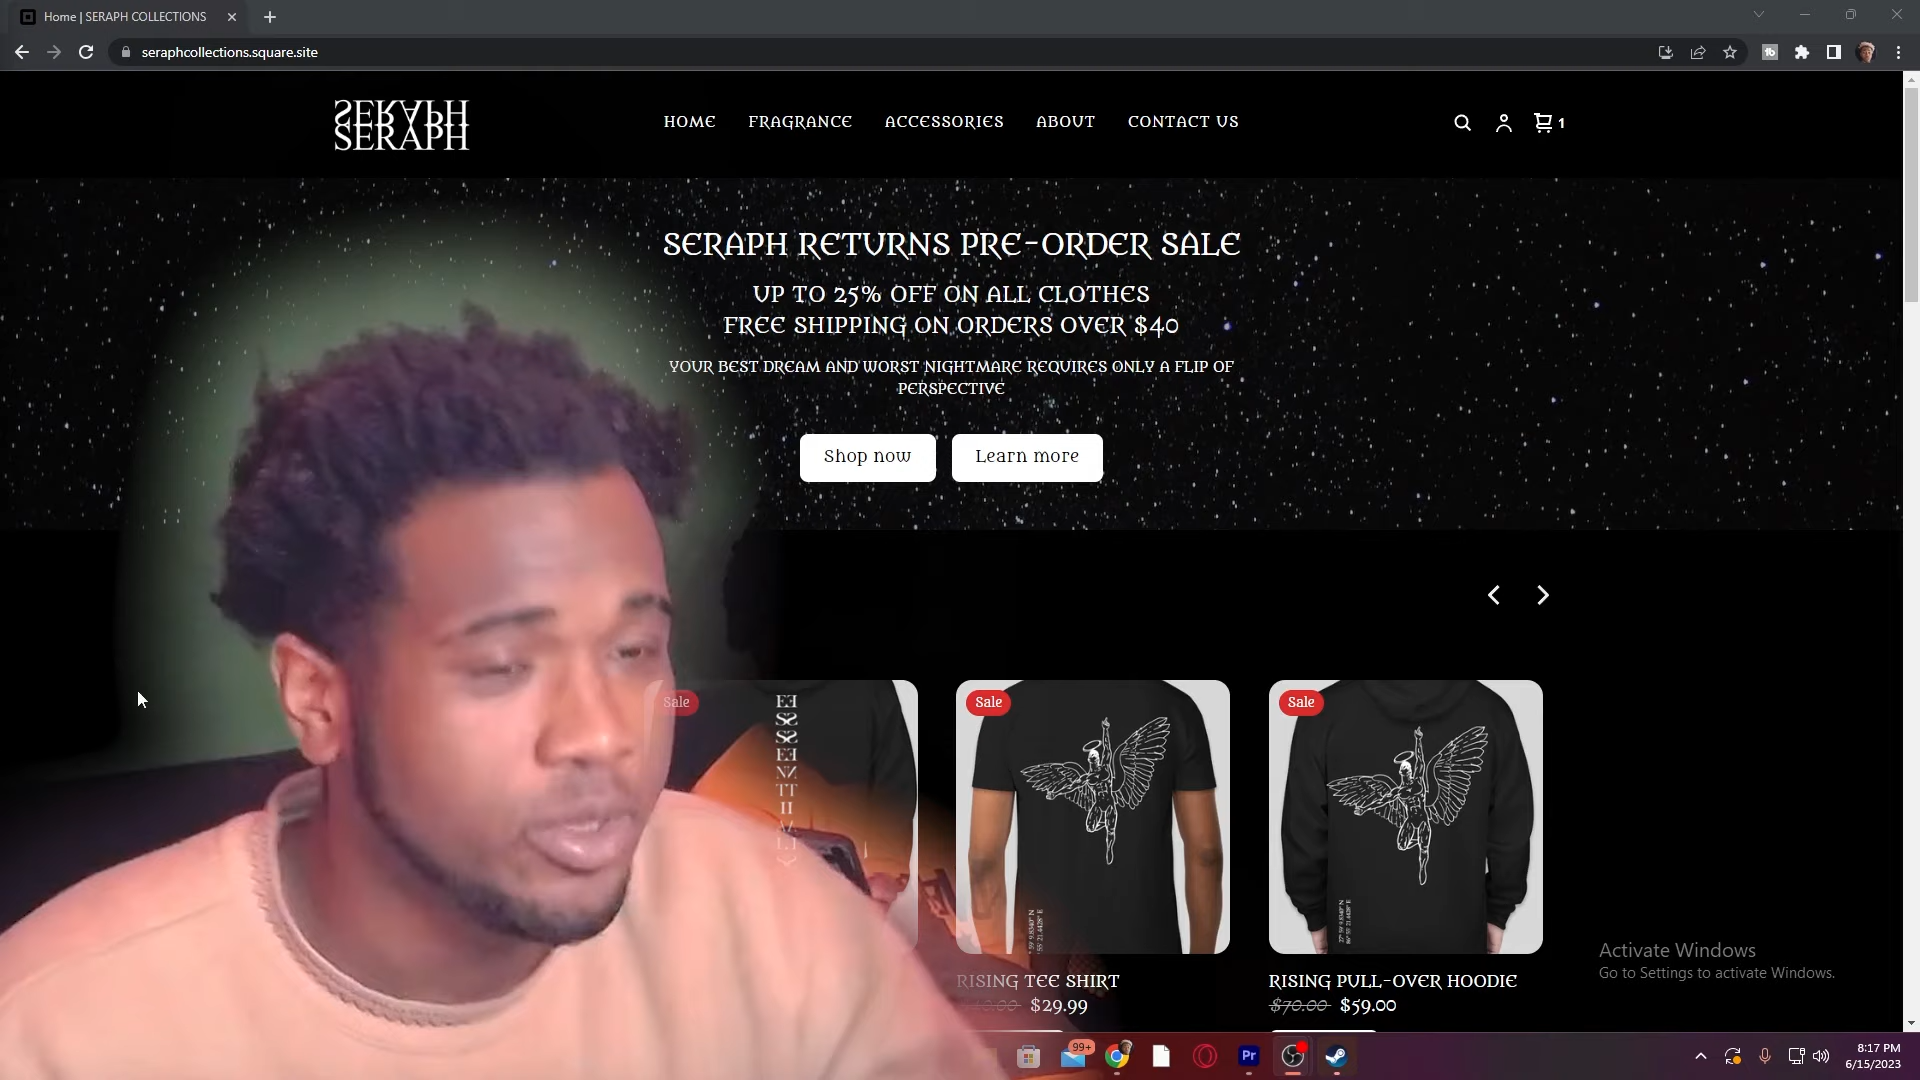 Home | SERAPH COLLECTIONS
seraphcollections.square.site
SERAPH
SERAPH
HOME
FRAGRANCE
ACCESSORIES
ABOUT
CONTACT US
1
SERAPH RETURNS PRE-ORDER SALE
UP TO 25% OFF ON ALL CLOTHES
FREE SHIPPING ON ORDERS OVER $40
YOUR BEST DREAM AND WORST NIGHTMARE REQUIRES ONLY A FLIP OF
PERSPECTIVE
Shop now
Learn more
Sale
Sale
Sale
RISING TEE SHIRT
$29.99
RISING PULL-OVER HOODIE
$70.00 $59.00
Activate Windows
Go to Settings to activate Windows.
99+
Pr
8:17 PM
6/15/2023